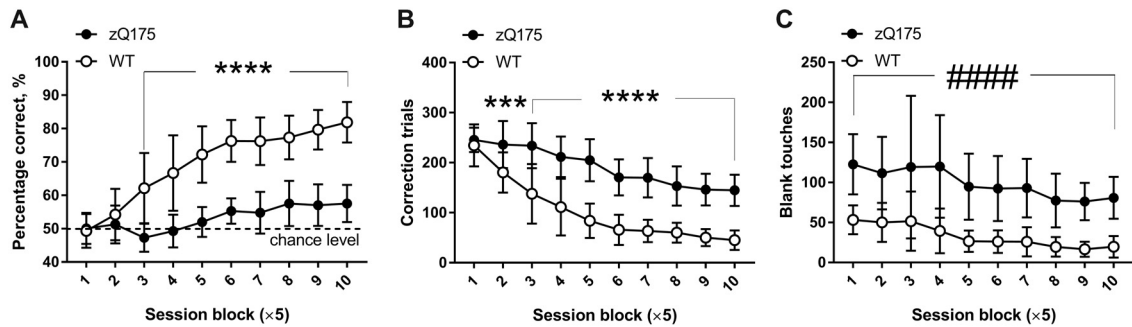 A
zQ175
WT
Percentage correct, %
100
90
80
70
60
50
40
****
chance level
1 2 3 4 5 6 7 8 9 10
Session block (×5)
B
zQ175
WT
Correction trials
400
300
200
100
0
***
****
1 2 3 4 5 6 7 8 9 10
Session block (×5)
C
zQ175
WT
Blank touches
250
200
150
100
50
0
####
1 2 3 4 5 6 7 8 9 10
Session block (×5)